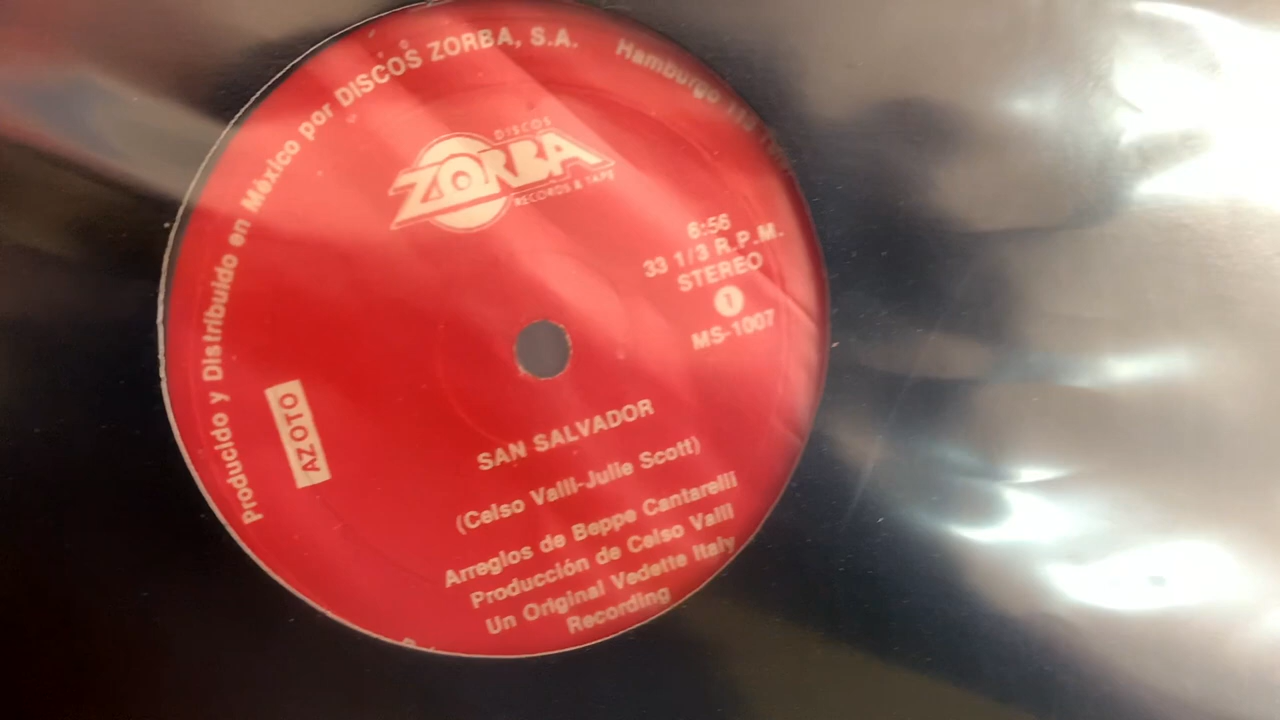 Producido y Distribuido en México por DISCOS ZORBA, S.A.
Hamburgo
DISCOS
ZORBA
RECORDS & TAPE
6:56
33 1/3 R.P.M.
STEREO
1
MS-1007
AZOTO
SAN SALVADOR
(Celso Valli-Julie Scott)
Arreglos de Beppe Cantarelli
Producción de Celso Valli
Un Original Vedette Italy
Recording